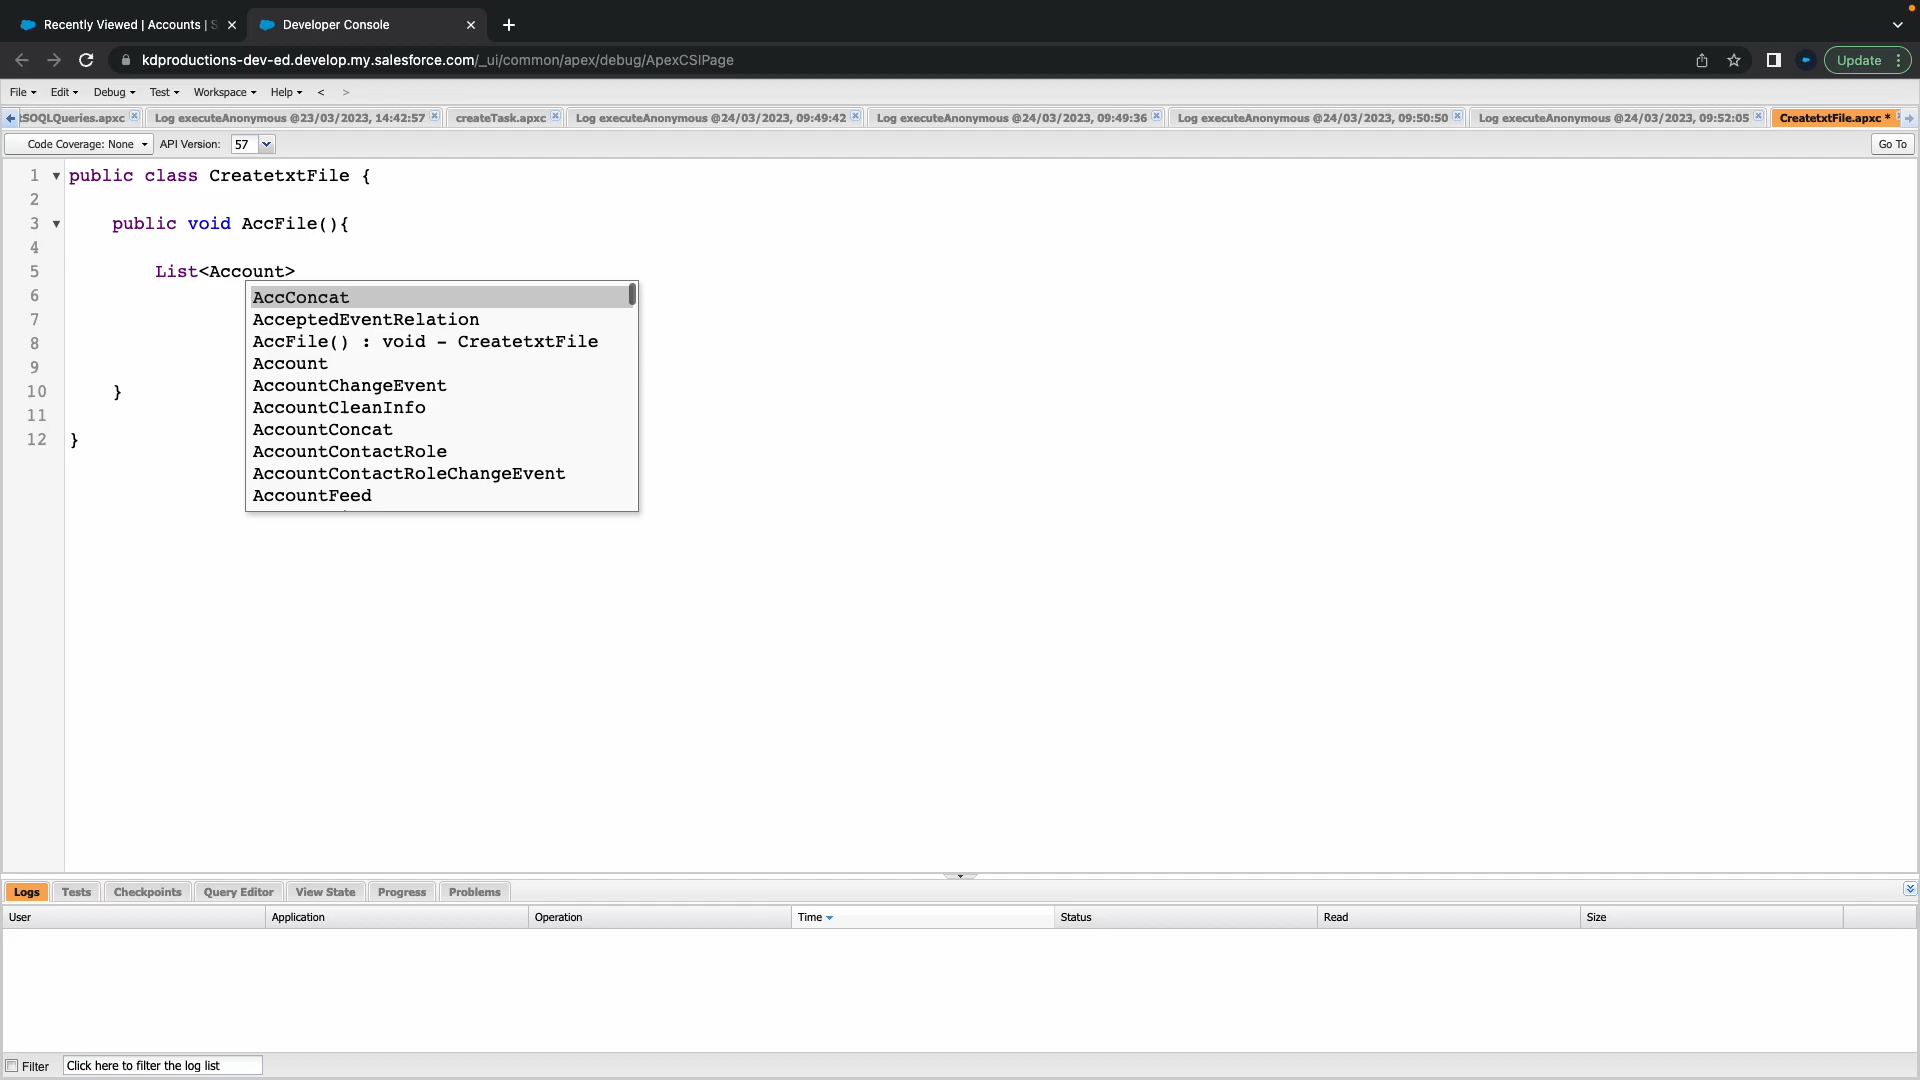 Recently Viewed | Accounts | S
Developer Console
kdproductions-dev-ed.develop.my.salesforce.com/_ui/common/apex/debug/ApexCSIPage
Update
File Edit Debug Test Workspace Help < >
:SOQLQueries.apxc Log executeAnonymous @23/03/2023, 14:42:57 createTask.apxc Log executeAnonymous @24/03/2023, 09:49:42 Log executeAnonymous @24/03/2023, 09:49:36 Log executeAnonymous @24/03/2023, 09:50:50 Log executeAnonymous @24/03/2023, 09:52:05 CreatetxtFile.apxc *
Code Coverage: None API Version: 57 Go To
1 public class CreatetxtFile {
2
3 public void AccFile(){
4
5 List<Account>
6
7
8
9
10 }
11
12 }
AccConcat
AcceptedEventRelation
AccFile() : void – CreatetxtFile
Account
AccountChangeEvent
AccountCleanInfo
AccountConcat
AccountContactRole
AccountContactRoleChangeEvent
AccountFeed
Logs Tests Checkpoints Query Editor View State Progress Problems
User Application Operation Time Status Read Size
Filter Click here to filter the log list